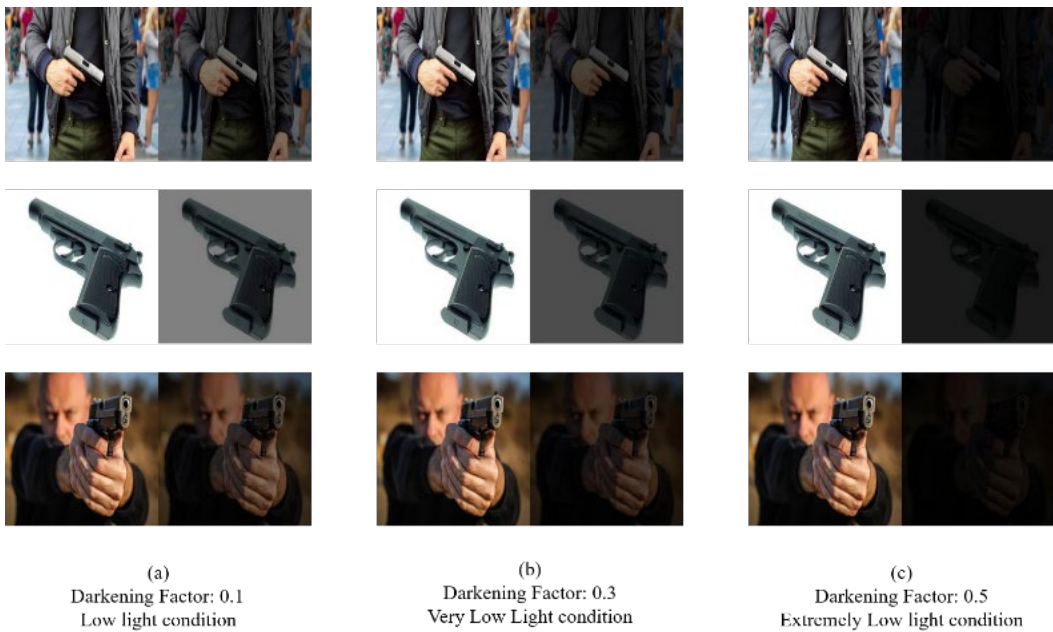 (a)
Darkening Factor: 0.1
Low light condition
(b)
Darkening Factor: 0.3
Very Low Light condition
(c)
Darkening Factor: 0.5
Extremely Low light condition